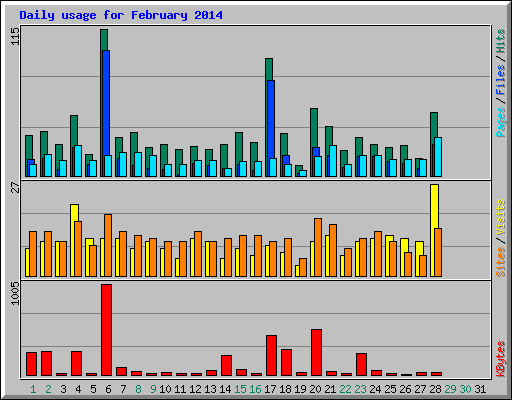 Daily usage for February 2014
115
Pages / Files / Hits
27
Sites / Visits
1005
KBytes
1 2 3 4 5 6 7 8 9 10 11 12 13 14 15 16 17 18 19 20 21 22 23 24 25 26 27 28 29 30 31